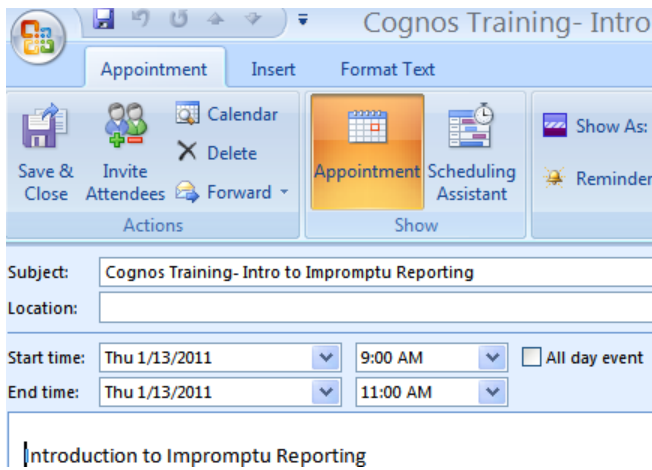 Cognos Training- Intro
Appointment Insert Format Text
Save & Close
Invite Attendees
Calendar
Delete
Forward
Appointment
Scheduling Assistant
Show As:
Reminder
Actions Show
Subject: Cognos Training- Intro to Impromptu Reporting
Location:
Start time: Thu 1/13/2011 9:00 AM All day event
End time: Thu 1/13/2011 11:00 AM
Introduction to Impromptu Reporting